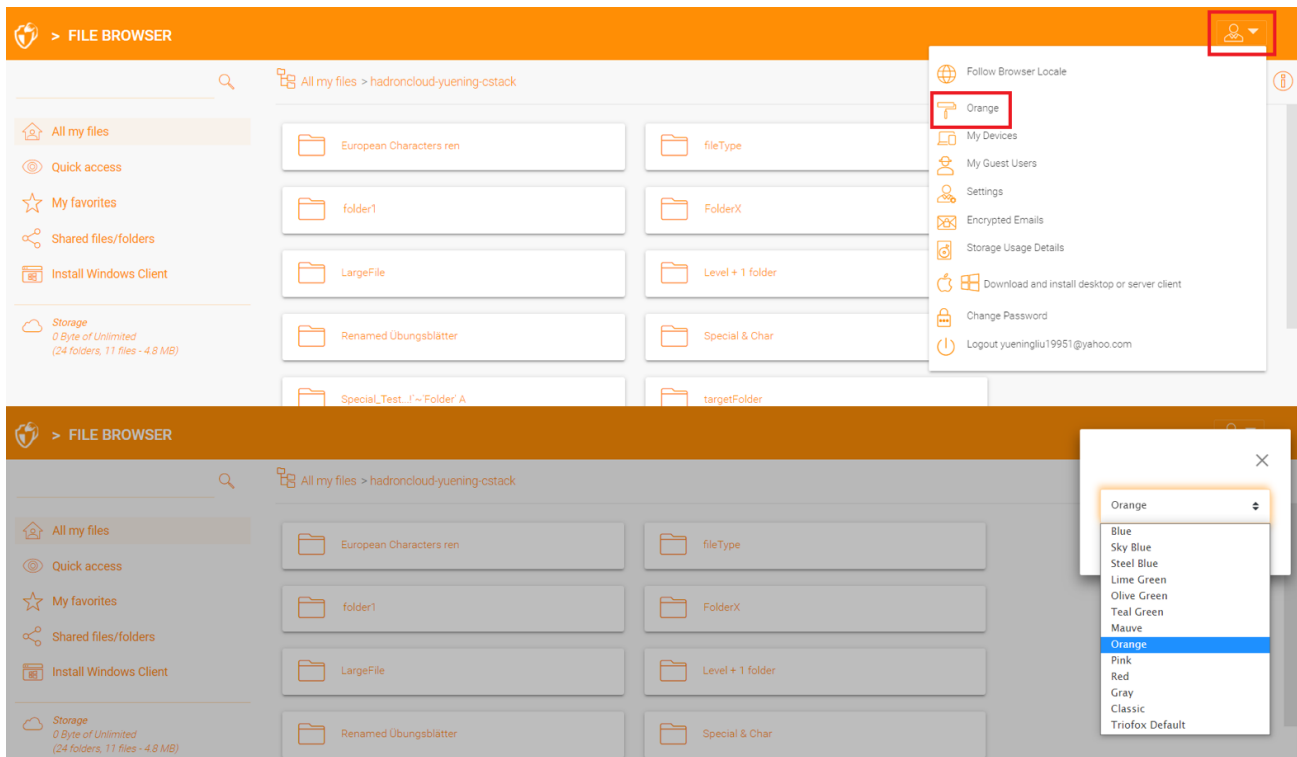 > FILE BROWSER
All my files > hadroncloud-yuening-cstack
All my files
Quick access
My favorites
Shared files/folders
Install Windows Client
Storage
0 Byte of Unlimited
(24 folders, 11 files - 4.8 MB)
European Characters ren
fileType
folder1
FolderX
LargeFile
Level + 1 folder
Renamed Übungsblätter
Special & Char
Special_Test...!`~'Folder' A
targetFolder
Follow Browser Locale
Orange
My Devices
My Guest Users
Settings
Encrypted Emails
Storage Usage Details
Download and install desktop or server client
Change Password
Logout yueningliu19951@yahoo.com
> FILE BROWSER
All my files > hadroncloud-yuening-cstack
All my files
Quick access
My favorites
Shared files/folders
Install Windows Client
Storage
0 Byte of Unlimited
(24 folders, 11 files - 4.8 MB)
European Characters ren
fileType
folder1
FolderX
LargeFile
Level + 1 folder
Renamed Übungsblätter
Special & Char
Orange
Blue
Sky Blue
Steel Blue
Lime Green
Olive Green
Teal Green
Mauve
Orange
Pink
Red
Gray
Classic
Triofox Default